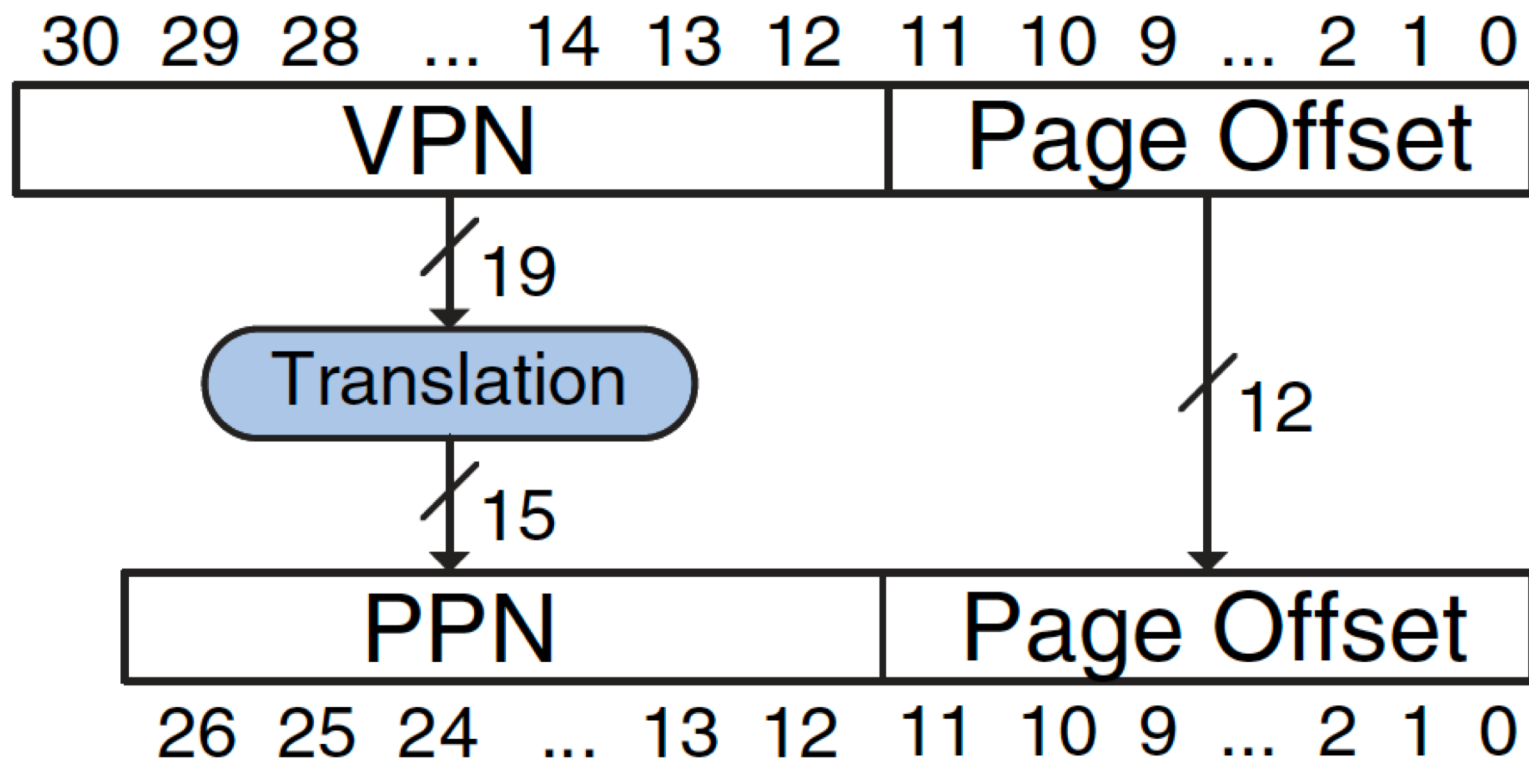 30 29 28 ... 14 13 12 11 10 9 ... 2 1 0
VPN Page Offset
19
Translation
12
15
PPN Page Offset
26 25 24 ... 13 12 11 10 9 ... 2 1 0